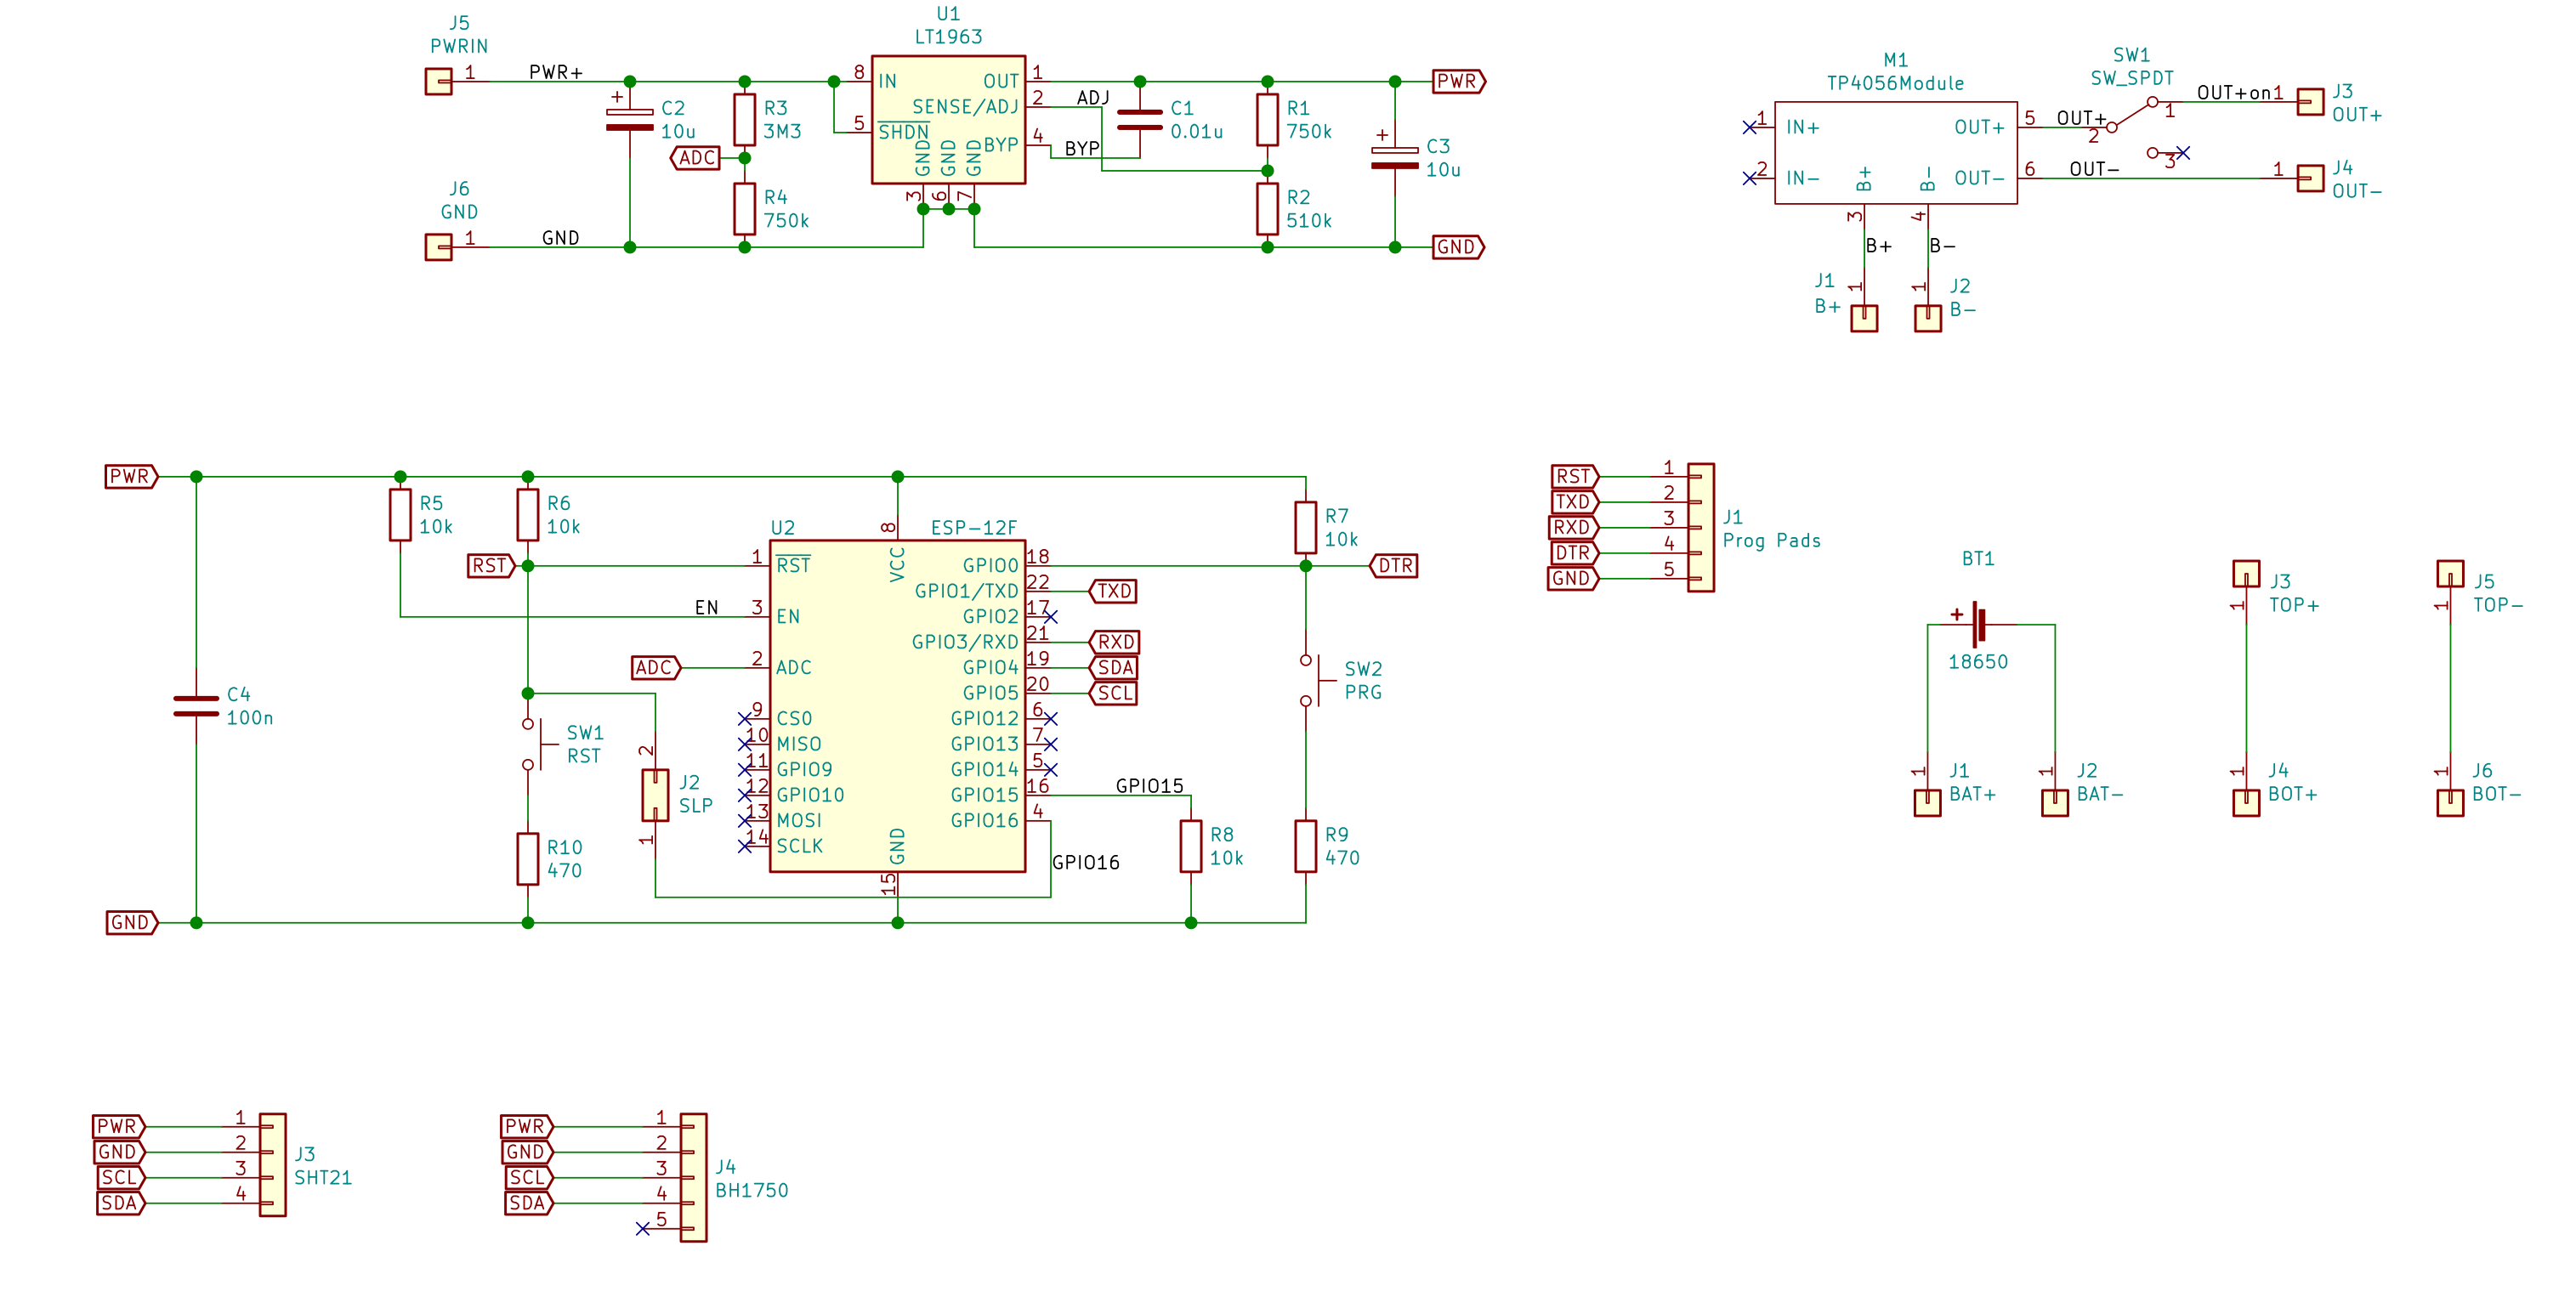 J5
PWRIN
1
PWR+
C2
10u
R3
3M3
ADC
R4
750k
J6
GND
1
GND
U1
LT1963
8
IN
5
SHDN
GND
GND
GND
3
6
7
OUT
1
SENSE/ADJ
2
BYP
4
ADJ
BYP
C1
0.01u
R1
750k
R2
510k
C3
10u
PWR
GND
M1
TP4056Module
1
IN+
2
IN-
OUT+
5
OUT-
6
B+
B-
3
4
B+
B-
J1
B+
1
J2
B-
1
OUT+
2
SW1
SW_SPDT
1
3
OUT+on
1
J3
OUT+
OUT-
1
J4
OUT-
PWR
GND
C4
100n
R5
10k
R6
10k
RST
EN
ADC
SW1
RST
R10
470
2
J2
SLP
1
U2
ESP-12F
8
VCC
1
RST
3
EN
2
ADC
9
CS0
10
MISO
11
GPIO9
12
GPIO10
13
MOSI
14
SCLK
GND
15
GPIO0
18
GPIO1/TXD
22
GPIO2
17
GPIO3/RXD
21
GPIO4
19
GPIO5
20
GPIO12
6
GPIO13
7
GPIO14
5
GPIO15
16
GPIO16
4
TXD
RXD
SDA
SCL
GPIO15
GPIO16
R8
10k
R7
10k
DTR
SW2
PRG
R9
470
RST
1
TXD
2
RXD
3
DTR
4
GND
5
J1
Prog Pads
BT1
+
18650
1
J1
BAT+
1
J2
BAT-
J3
TOP+
1
1
J4
BOT+
J5
TOP-
1
1
J6
BOT-
PWR
1
GND
2
SCL
3
SDA
4
J3
SHT21
PWR
1
GND
2
SCL
3
SDA
4
5
J4
BH1750